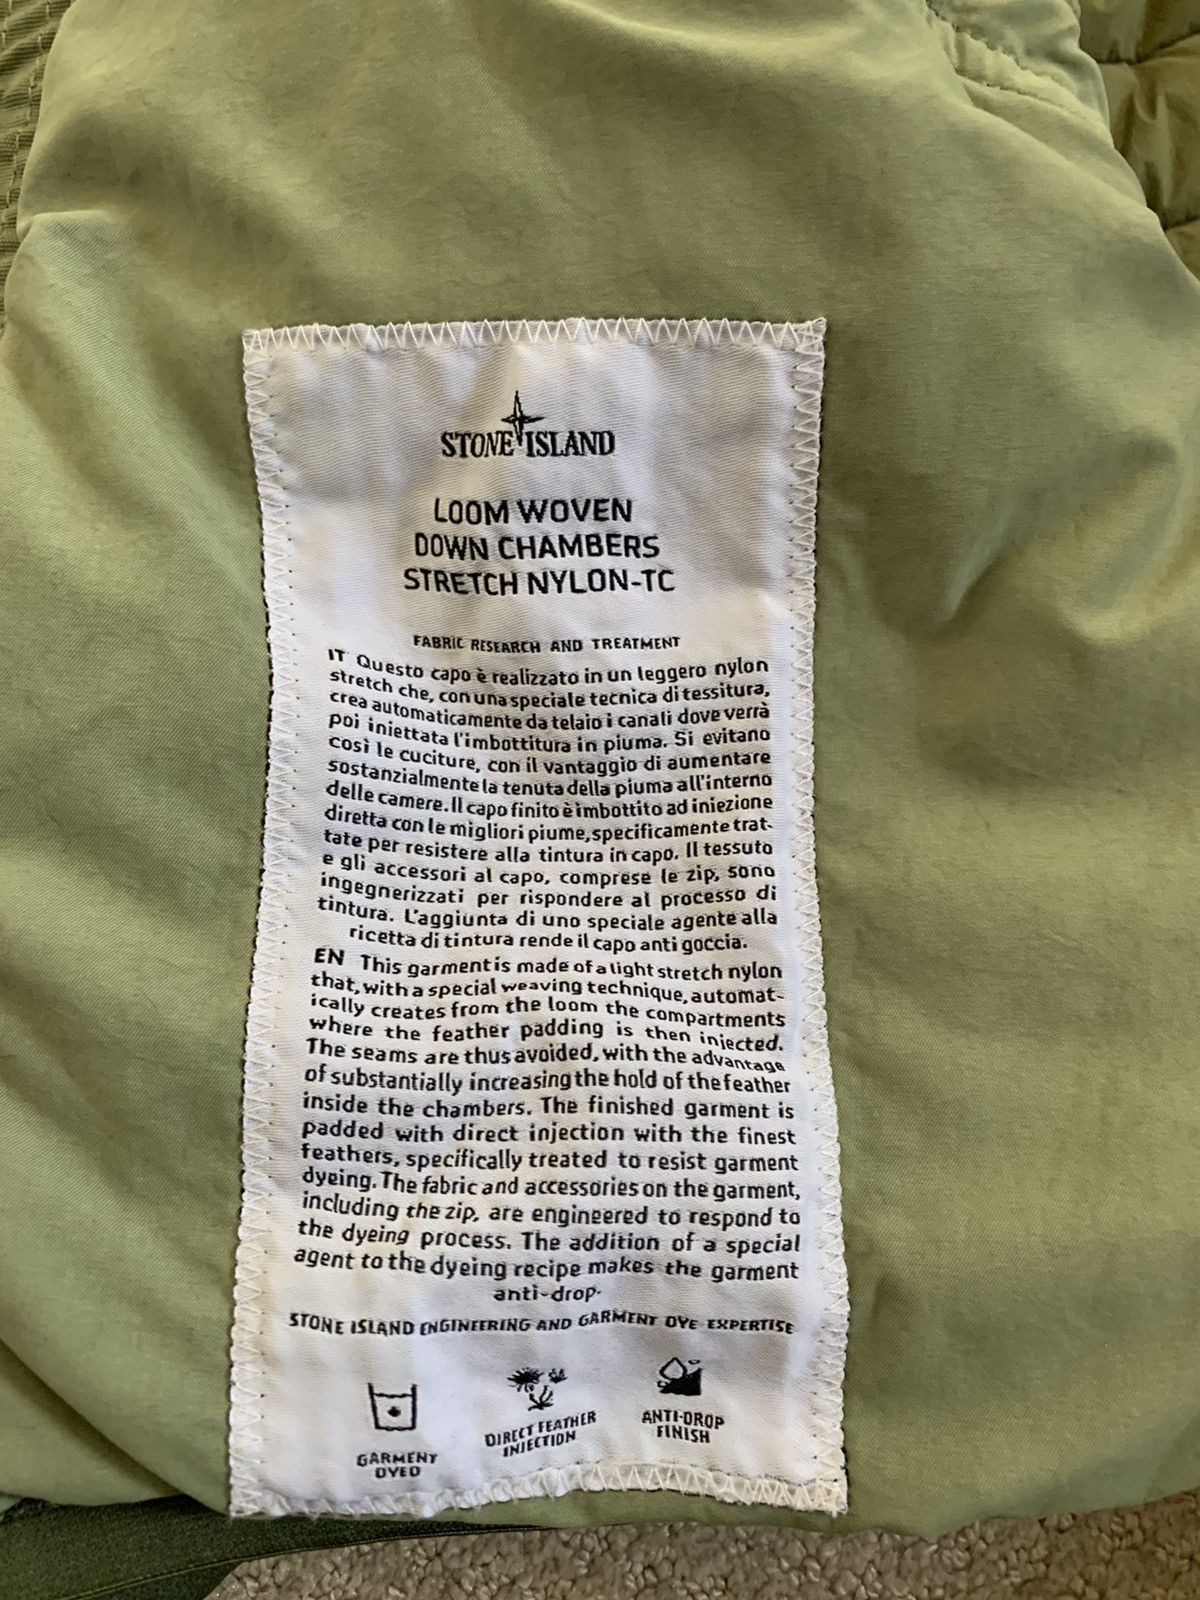 STONE ISLAND
LOOM WOVEN
DOWN CHAMBERS
STRETCH NYLON-TC
FABRIC RESEARCH AND TREATMENT
IT Questo capo è realizzato in un leggero nylon
stretch che, con una speciale tecnica di tessitura,
crea automaticamente da telaio i canali dove verrà
poi iniettata l'imbottitura in piuma. Si evitano
così le cuciture, con il vantaggio di aumentare
sostanzialmente la tenuta della piuma all'interno
delle camere. Il capo finito è imbottito ad iniezione
diretta con le migliori piume, specificamente trat-
tate per resistere alla tintura in capo. Il tessuto
e gli accessori al capo, comprese le zip, sono
ingegnerizzati per rispondere al processo di
tintura. L'aggiunta di uno speciale agente alla
ricetta di tintura rende il capo anti goccia.
EN This garment is made of a light stretch nylon
that, with a special weaving technique, automat-
ically creates from the loom the compartments
where the feather padding is then injected.
The seams are thus avoided, with the advantage
of substantially increasing the hold of the feather
inside the chambers. The finished garment is
padded with direct injection with the finest
feathers, specifically treated to resist garment
dyeing. The fabric and accessories on the garment,
including the zip, are engineered to respond to
the dyeing process. The addition of a special
agent to the dyeing recipe makes the garment
anti-drop.
STONE ISLAND ENGINEERING AND GARMENT DYE EXPERTISE
GARMENT
DYED
DIRECT FEATHER
INJECTION
ANTI-DROP
FINISH